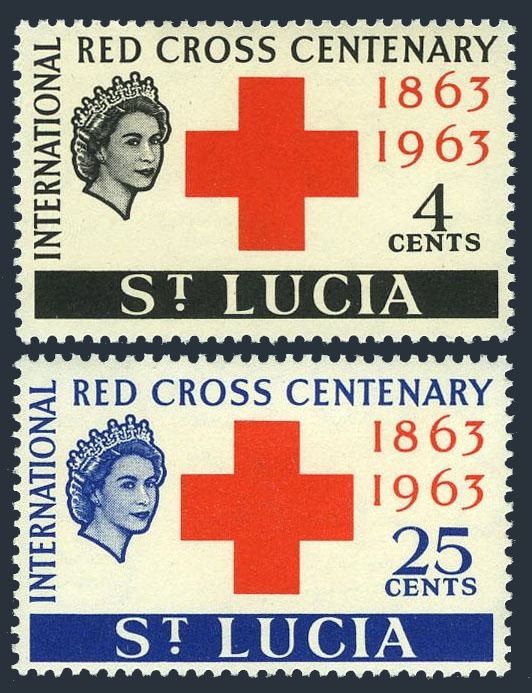 INTERNATIONAL
RED CROSS CENTENARY
1863
1963
4
CENTS
ST. LUCIA
INTERNATIONAL
RED CROSS CENTENARY
1863
1963
25
CENTS
ST. LUCIA